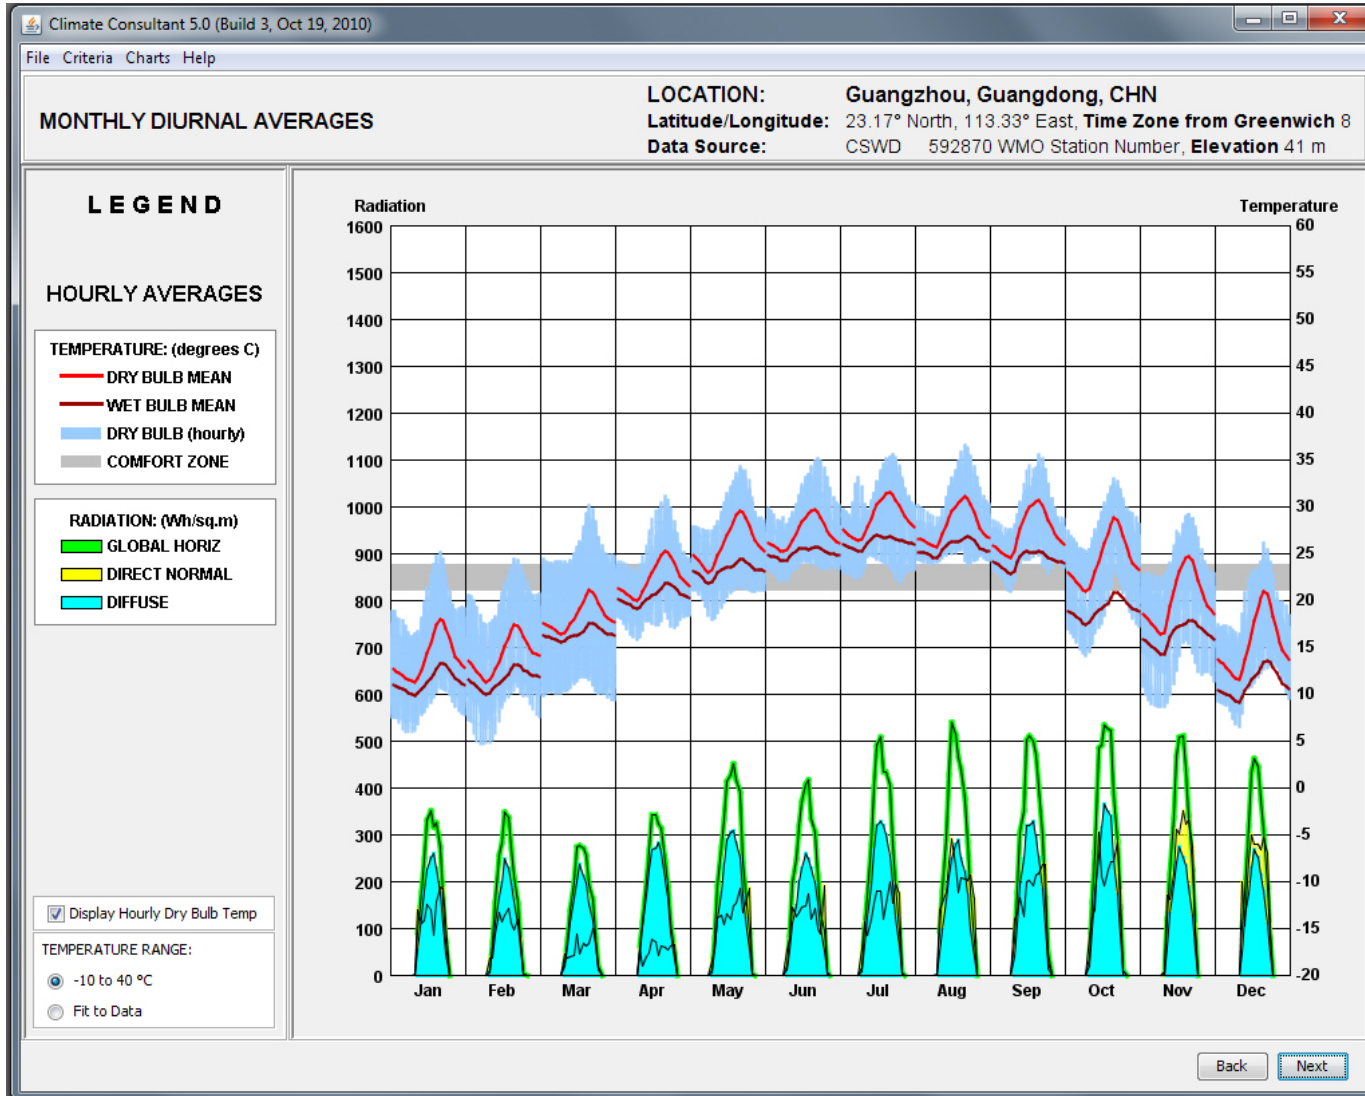 Climate Consultant 5.0 (Build 3, Oct 19, 2010)
File Criteria Charts Help
MONTHLY DIURNAL AVERAGES
LOCATION: Guangzhou, Guangdong, CHN
Latitude/Longitude: 23.17° North, 113.33° East, Time Zone from Greenwich 8
Data Source: CSWD 592870 WMO Station Number, Elevation 41 m
LEGEND
HOURLY AVERAGES
TEMPERATURE: (degrees C)
DRY BULB MEAN
WET BULB MEAN
DRY BULB (hourly)
COMFORT ZONE
RADIATION: (Wh/sq.m)
GLOBAL HORIZ
DIRECT NORMAL
DIFFUSE
Display Hourly Dry Bulb Temp
TEMPERATURE RANGE:
-10 to 40 ºC
Fit to Data
Radiation
1600
1500
1400
1300
1200
1100
1000
900
800
700
600
500
400
300
200
100
0
Temperature
60
55
50
45
40
35
30
25
20
15
10
5
0
-5
-10
-15
-20
Jan Feb Mar Apr May Jun Jul Aug Sep Oct Nov Dec
Back Next